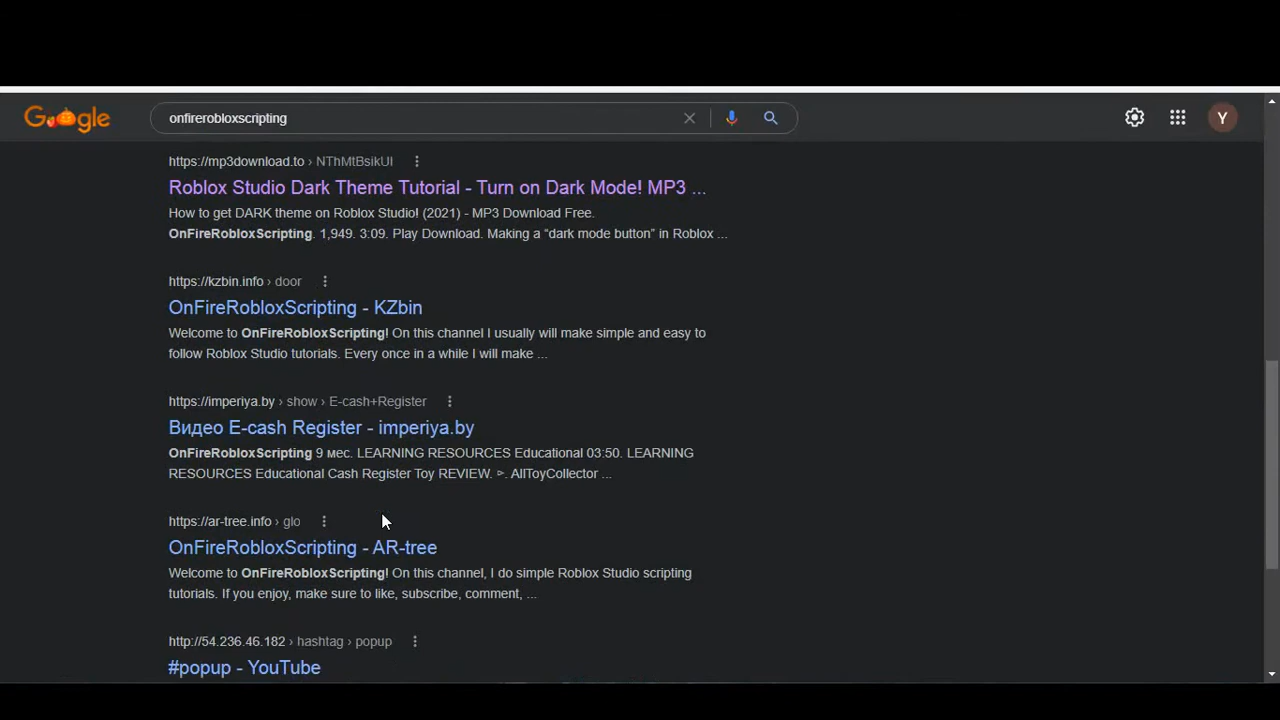 Google
onfirerobloxscripting
Y
https://mp3download.to › NThMtBsikUI
Roblox Studio Dark Theme Tutorial - Turn on Dark Mode! MP3 ...
How to get DARK theme on Roblox Studio! (2021) - MP3 Download Free.
OnFireRobloxScripting. 1,949. 3:09. Play Download. Making a “dark mode button” in Roblox ...
https://kzbin.info › door
OnFireRobloxScripting - KZbin
Welcome to OnFireRobloxScripting! On this channel I usually will make simple and easy to
follow Roblox Studio tutorials. Every once in a while I will make ...
https://imperiya.by › show › E-cash+Register
Видео E-cash Register - imperiya.by
OnFireRobloxScripting 9 мес. LEARNING RESOURCES Educational 03:50. LEARNING
RESOURCES Educational Cash Register Toy REVIEW. ▻. AllToyCollector ...
https://ar-tree.info › glo
OnFireRobloxScripting - AR-tree
Welcome to OnFireRobloxScripting! On this channel, I do simple Roblox Studio scripting
tutorials. If you enjoy, make sure to like, subscribe, comment, ...
http://54.236.46.182 › hashtag › popup
#popup - YouTube